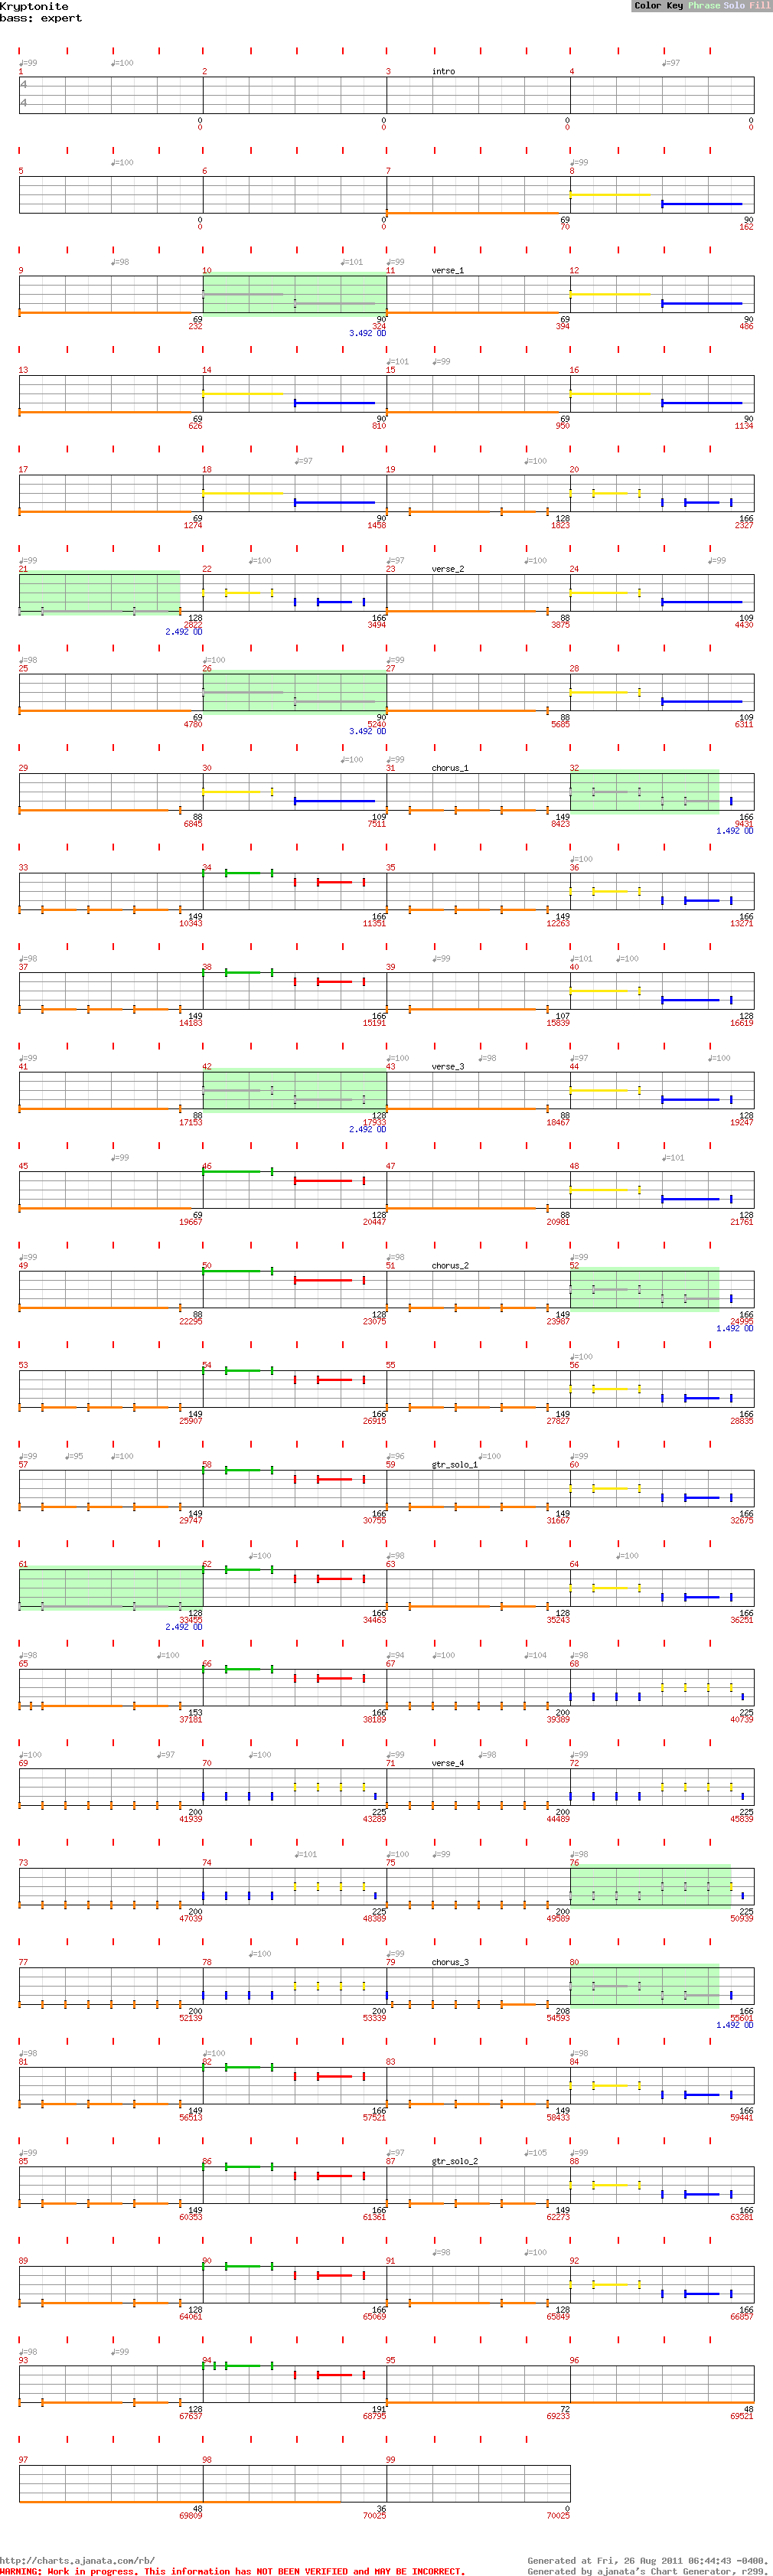 Kryptonite
bass: expert
Color Key Phrase Solo Fill
♩=99 ♩=100 ♩=97
1 2 3 intro 4
4
4
0 0 0 0
0 0 0 0
♩=100 ♩=99
5 6 7 8
0 0 69 90
0 0 70 162
♩=98 ♩=101 ♩=99
9 10 11 verse_1 12
69 90 69 90
232 324 394 486
3.492 OD
♩=101 ♩=99
13 14 15 16
69 90 69 90
626 810 950 1134
♩=97 ♩=100
17 18 19 20
69 90 128 166
1274 1458 1823 2327
♩=99 ♩=100 ♩=97 ♩=100 ♩=99
21 22 23 verse_2 24
128 166 88 109
2822 3494 3875 4430
2.492 OD
♩=98 ♩=100 ♩=99
25 26 27 28
69 90 88 109
4780 5240 5685 6311
3.492 OD
♩=100 ♩=99
29 30 31 chorus_1 32
88 109 149 166
6845 7511 8423 9431
1.492 OD
♩=100
33 34 35 36
149 166 149 166
10343 11351 12263 13271
♩=98 ♩=99 ♩=101 ♩=100
37 38 39 40
149 166 107 128
14183 15191 15839 16619
♩=99 ♩=100 ♩=98 ♩=97 ♩=100
41 42 43 verse_3 44
88 128 88 128
17153 17933 18467 19247
2.492 OD
♩=99 ♩=101
45 46 47 48
69 128 88 128
19667 20447 20981 21761
♩=99 ♩=98 ♩=99
49 50 51 chorus_2 52
88 128 149 166
22295 23075 23987 24995
1.492 OD
♩=100
53 54 55 56
149 166 149 166
25907 26915 27827 28835
♩=99 ♩=95 ♩=100 ♩=96 ♩=100 ♩=99
57 58 59 gtr_solo_1 60
149 166 149 166
29747 30755 31667 32675
♩=100 ♩=98 ♩=100
61 62 63 64
128 166 128 166
33455 34463 35243 36251
2.492 OD
♩=98 ♩=100 ♩=94 ♩=100 ♩=104 ♩=98
65 66 67 68
153 166 200 225
37181 38189 39389 40739
♩=100 ♩=97 ♩=100 ♩=99 ♩=98 ♩=99
69 70 71 verse_4 72
200 225 200 225
41939 43289 44489 45839
♩=101 ♩=100 ♩=99 ♩=98
73 74 75 76
200 225 200 225
47039 48389 49589 50939
♩=100 ♩=99
77 78 79 chorus_3 80
200 200 208 166
52139 53339 54593 55601
1.492 OD
♩=98 ♩=100 ♩=98
81 82 83 84
149 166 149 166
56513 57521 58433 59441
♩=99 ♩=97 ♩=105 ♩=99
85 86 87 gtr_solo_2 88
149 166 149 166
60353 61361 62273 63281
♩=98 ♩=100
89 90 91 92
128 166 128 166
64061 65069 65849 66857
♩=98 ♩=99
93 94 95 96
128 191 72 48
67637 68795 69233 69521
97 98 99
48 36 0
69809 70025 70025
http://charts.ajanata.com/rb/ Generated at Fri, 26 Aug 2011 06:44:43 -0400.
WARNING: Work in progress. This information has NOT BEEN VERIFIED and MAY BE INCORRECT. Generated by ajanata's Chart Generator, r299.